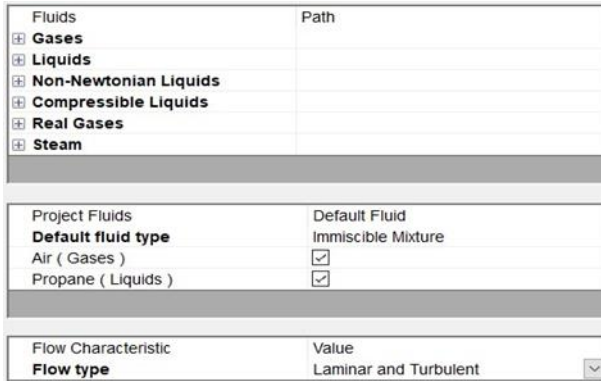 Fluids Path
Gases
Liquids
Non-Newtonian Liquids
Compressible Liquids
Real Gases
Steam
Project Fluids Default Fluid
Default fluid type Immiscible Mixture
Air ( Gases )
Propane ( Liquids )
Flow Characteristic Value
Flow type Laminar and Turbulent